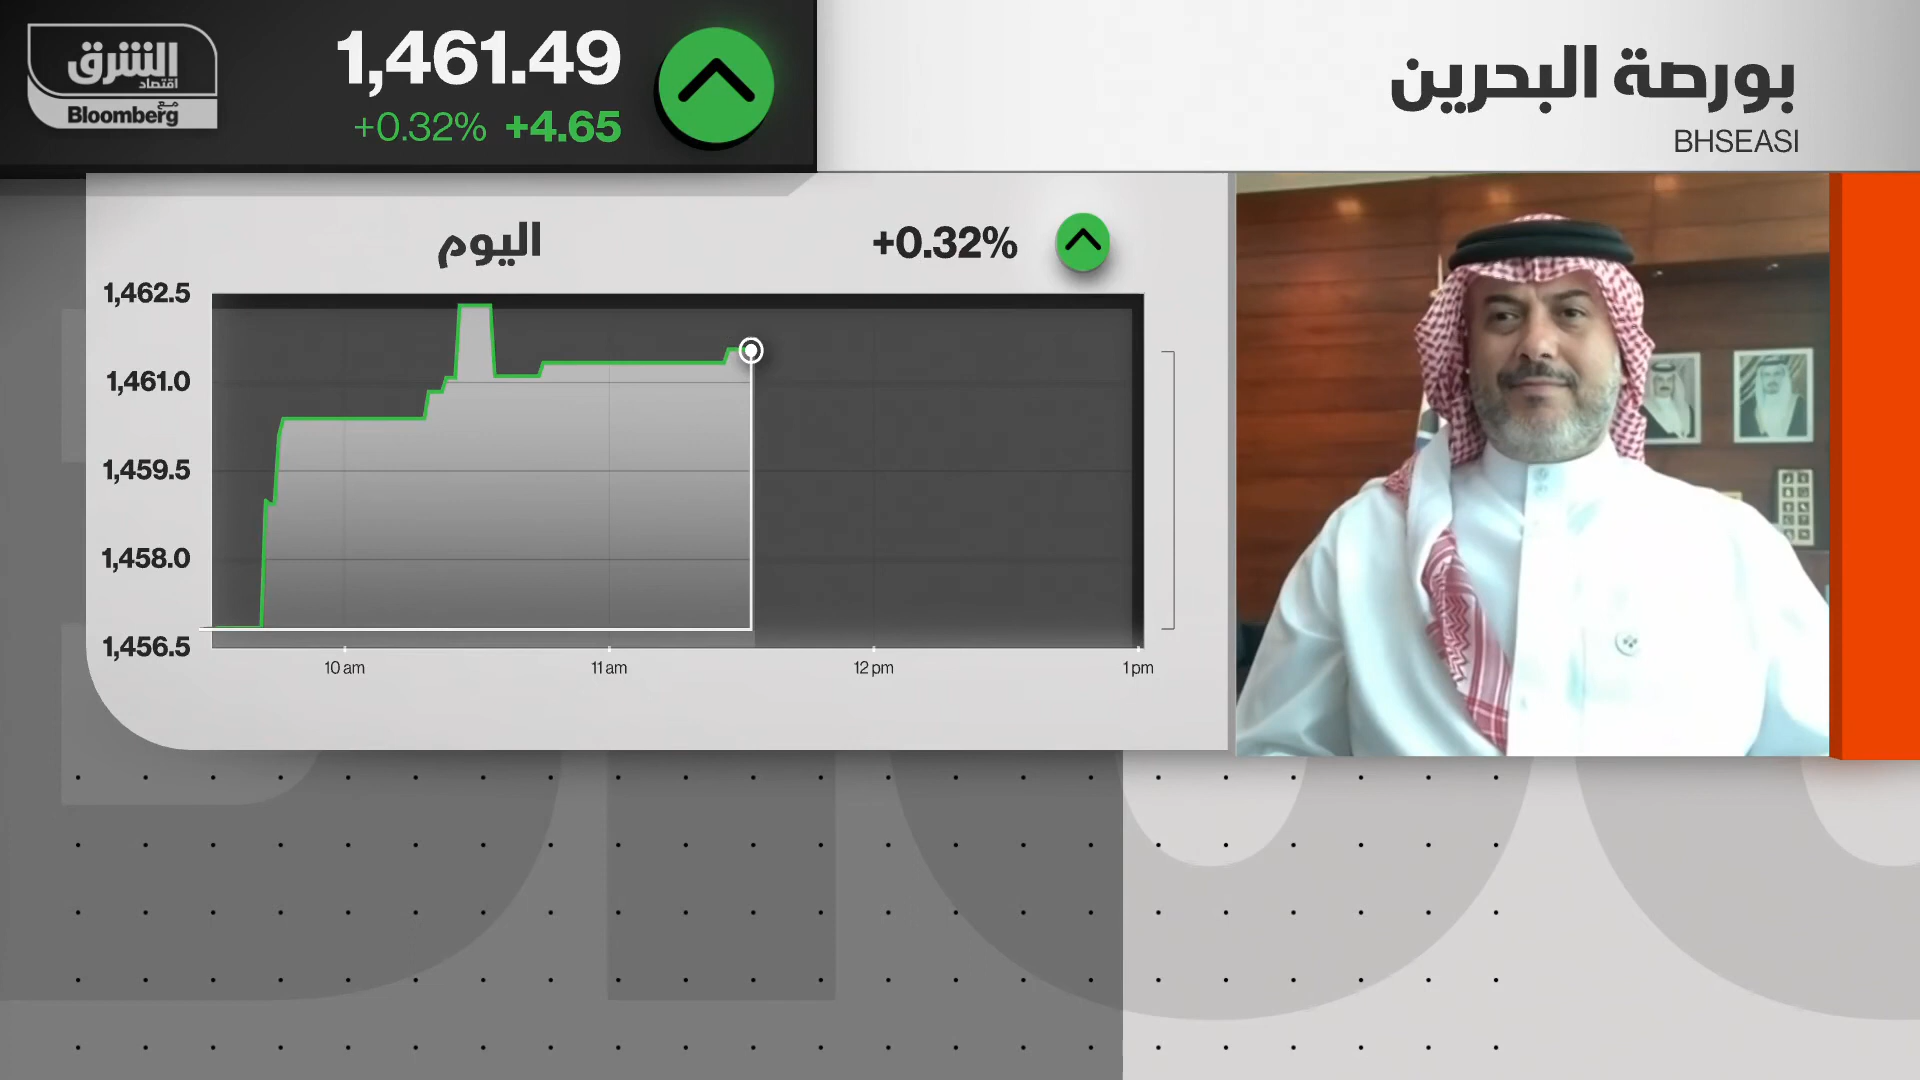 الشرق
اقتصاد
مع
Bloomberg
1,461.49
+0.32% +4.65
بورصة البحرين
BHSEASI
اليوم
+0.32%
1,462.5
1,461.0
1,459.5
1,458.0
1,456.5
10 am
11 am
12 pm
1 pm